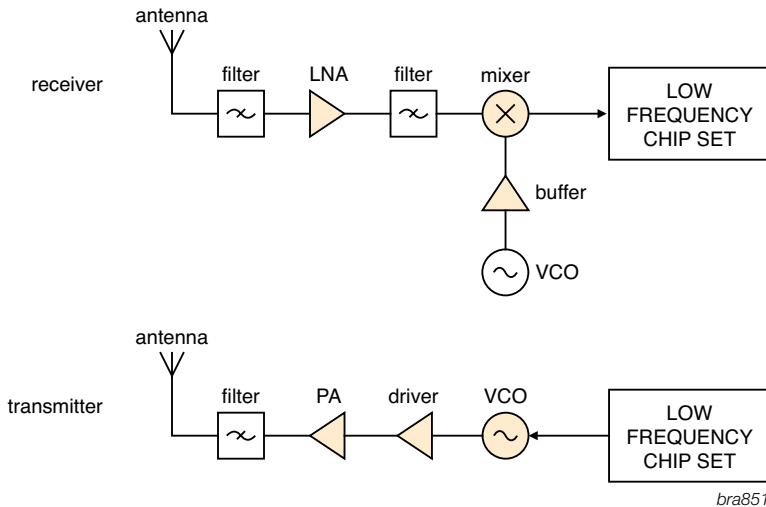 antenna
receiver
filter
LNA
filter
mixer
LOW
FREQUENCY
CHIP SET
buffer
VCO
antenna
transmitter
filter
PA
driver
VCO
LOW
FREQUENCY
CHIP SET
bra851